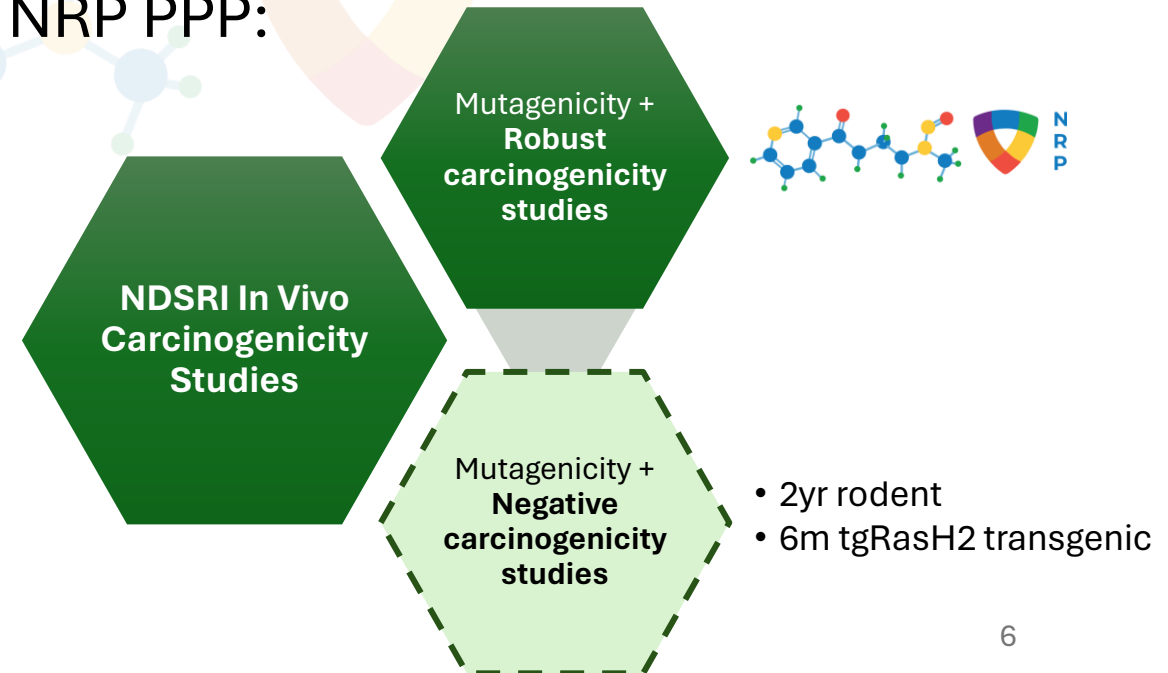 NRP PPP:
Mutagenicity +
Robust
carcinogenicity
studies
N
R
P
NDSRI In Vivo
Carcinogenicity
Studies
Mutagenicity +
Negative
carcinogenicity
studies
• 2yr rodent
• 6m tgRasH2 transgenic
6